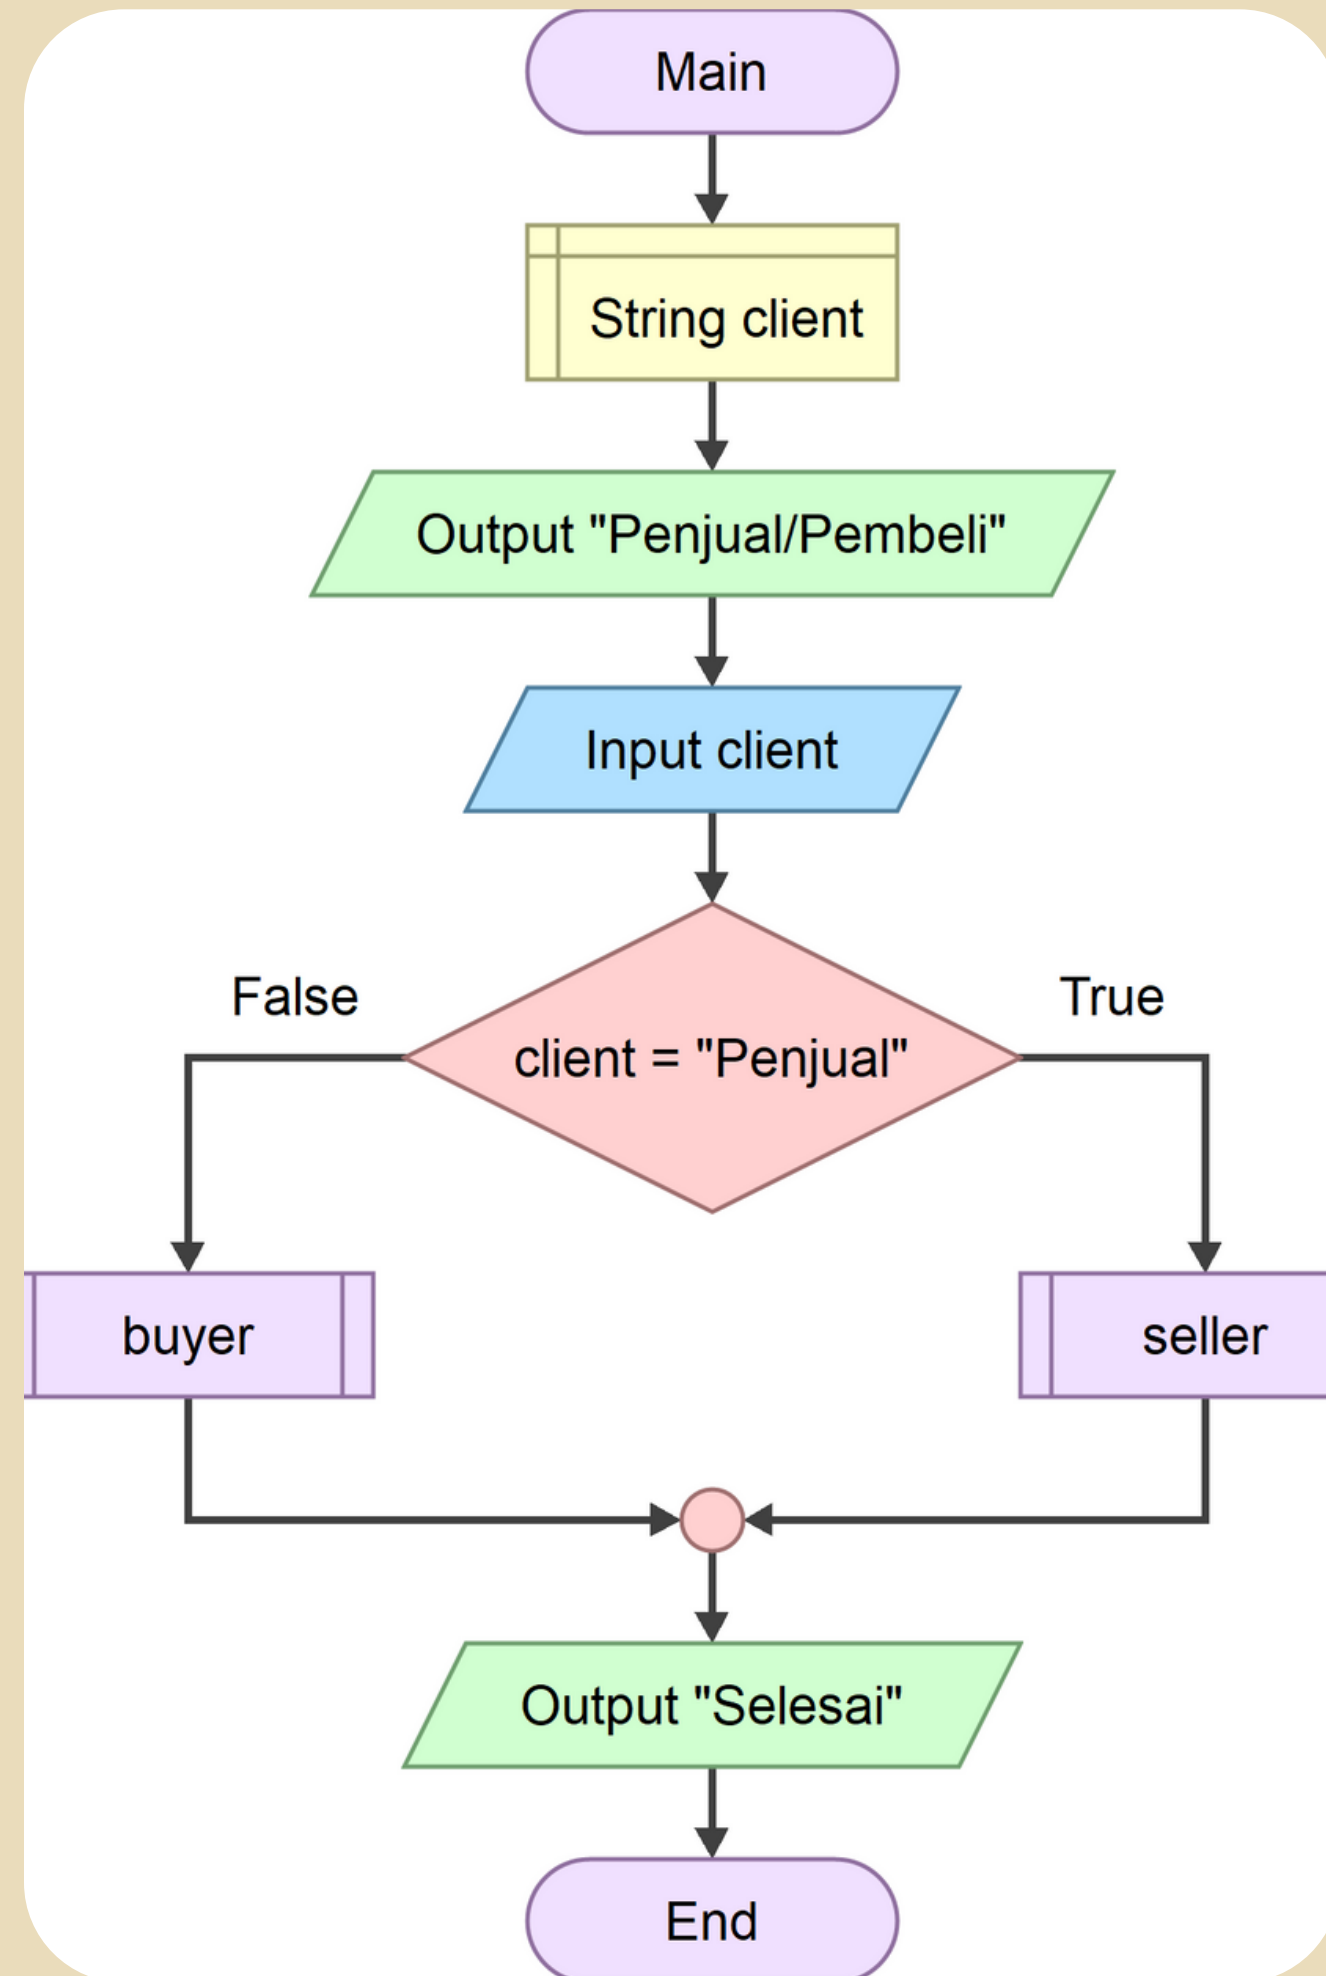 Main
String client
Output "Penjual/Pembeli"
Input client
False
True
client = "Penjual"
buyer
seller
Output "Selesai"
End